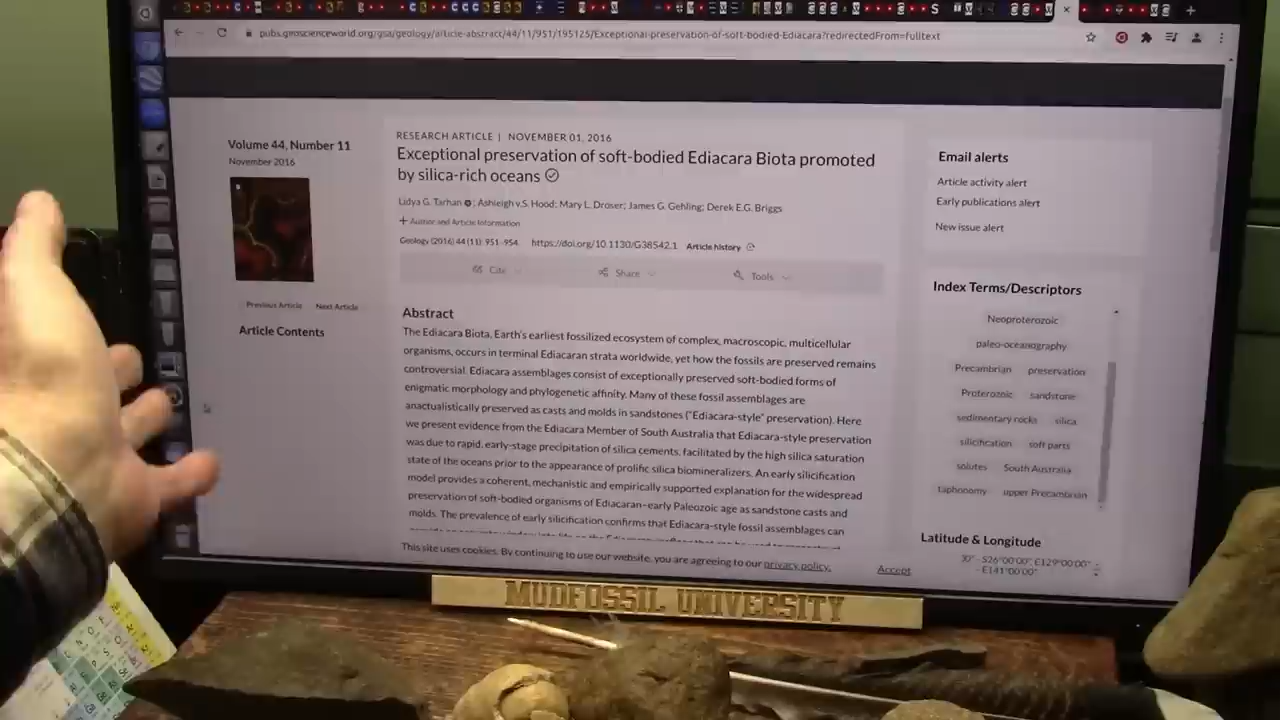 pubs.geoscienceworld.org/gsa/geology/article-abstract/44/11/951/195125/Exceptional-preservation-of-soft-bodied-Ediacara?redirectedFrom=fulltext
Volume 44, Number 11
November 2016
Previous Article Next Article
Article Contents
RESEARCH ARTICLE | NOVEMBER 01, 2016
Exceptional preservation of soft-bodied Ediacara Biota promoted
by silica-rich oceans
Lidya G. Tarhan; Ashleigh v.S. Hood; Mary L. Droser; James G. Gehling; Derek E.G. Briggs
+ Author and Article Information
Geology (2016) 44 (11): 951–954. https://doi.org/10.1130/G38542.1 Article history
Cite Share Tools
Abstract
The Ediacara Biota, Earth's earliest fossilized ecosystem of complex, macroscopic, multicellular
organisms, occurs in terminal Ediacaran strata worldwide, yet how the fossils are preserved remains
controversial. Ediacara assemblages consist of exceptionally preserved soft-bodied forms of
enigmatic morphology and phylogenetic affinity. Many of these fossil assemblages are
anactualistically preserved as casts and molds in sandstones ("Ediacara-style" preservation). Here
we present evidence from the Ediacara Member of South Australia that Ediacara-style preservation
was due to rapid, early-stage precipitation of silica cements, facilitated by the high silica saturation
state of the oceans prior to the appearance of prolific silica biomineralizers. An early silicification
model provides a coherent, mechanistic and empirically supported explanation for the widespread
preservation of soft-bodied organisms of Ediacaran–early Paleozoic age as sandstone casts and
molds. The prevalence of early silicification confirms that Ediacara-style fossil assemblages can
This site uses cookies. By continuing to use our website, you are agreeing to our privacy policy. Accept
Email alerts
Article activity alert
Early publications alert
New issue alert
Index Terms/Descriptors
Neoproterozoic
paleo-oceanography
Precambrian preservation
Proterozoic sandstone
sedimentary rocks silica
silicification soft parts
solutes South Australia
taphonomy upper Precambrian
Latitude & Longitude
S26°00'00", E129°00'00"
- E141°00'00"
MUDFOSSIL UNIVERSITY